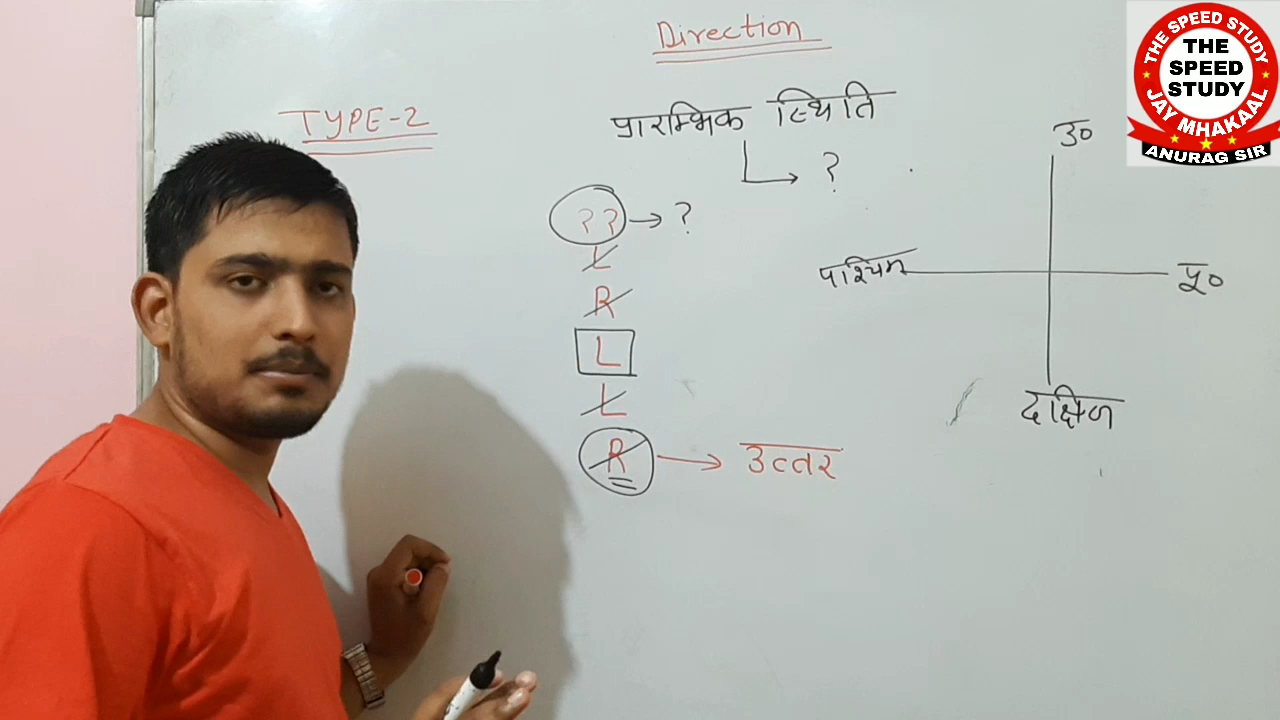 Direction
TYPE-2
प्रारम्भिक स्थिति
?
?? → ?
L
R
L
L
R → उत्तर
उ०
पश्चिम
पू०
दक्षिण
THE SPEED STUDY
THE
SPEED
STUDY
JAY MHAKAAL
ANURAG SIR